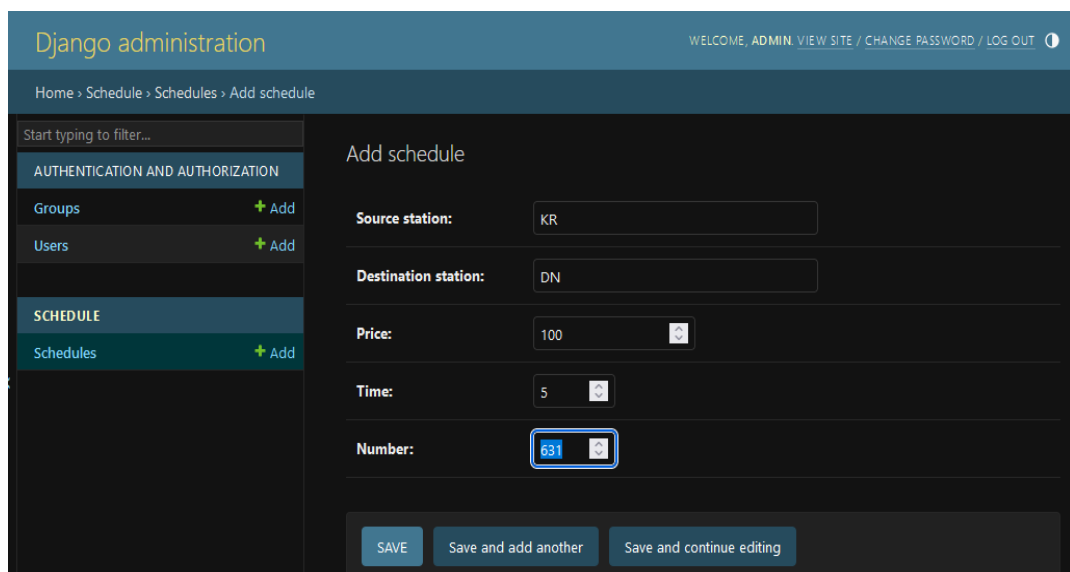 Django administration
WELCOME, ADMIN. VIEW SITE / CHANGE PASSWORD / LOG OUT
Home › Schedule › Schedules › Add schedule
Start typing to filter...
AUTHENTICATION AND AUTHORIZATION
Groups + Add
Users + Add
SCHEDULE
Schedules + Add
Add schedule
Source station: KR
Destination station: DN
Price: 100
Time: 5
Number: 631
SAVE Save and add another Save and continue editing